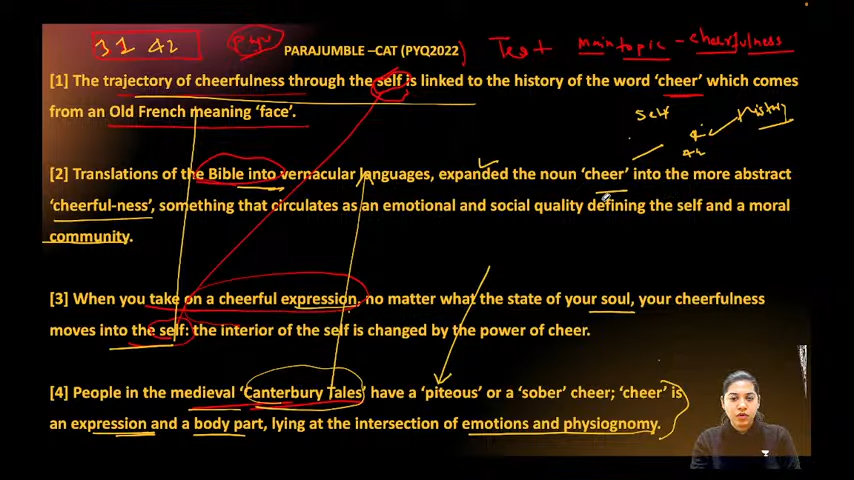 3 1 42 PYQ PARAJUMBLE –CAT (PYQ2022) Text main topic - cheerfulness
[1] The trajectory of cheerfulness through the self is linked to the history of the word ‘cheer’ which comes
from an Old French meaning ‘face’.
self history
42
[2] Translations of the Bible into vernacular languages, expanded the noun ‘cheer’ into the more abstract
‘cheerful-ness’, something that circulates as an emotional and social quality defining the self and a moral
community.
[3] When you take on a cheerful expression, no matter what the state of your soul, your cheerfulness
moves into the self: the interior of the self is changed by the power of cheer.
[4] People in the medieval ‘Canterbury Tales’ have a ‘piteous’ or a ‘sober’ cheer; ‘cheer’ is
an expression and a body part, lying at the intersection of emotions and physiognomy.